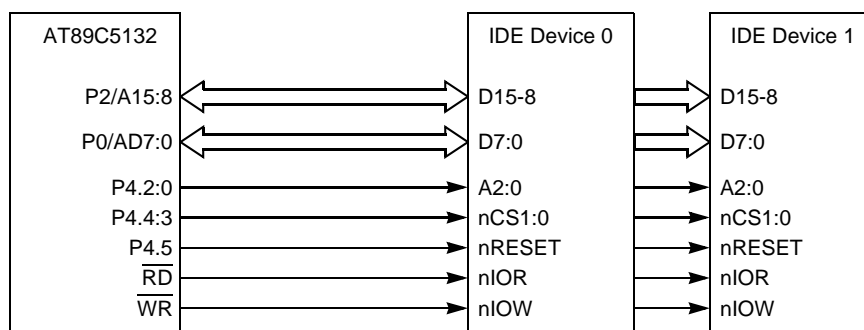 AT89C5132 IDE Device 0 IDE Device 1
P2/A15:8 D15-8 D15-8
P0/AD7:0 D7:0 D7:0
P4.2:0 A2:0 A2:0
P4.4:3 nCS1:0 nCS1:0
P4.5 nRESET nRESET
RD nIOR nIOR
WR nIOW nIOW